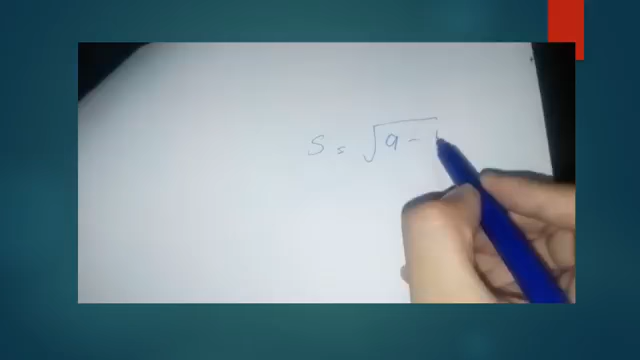 S = √a -